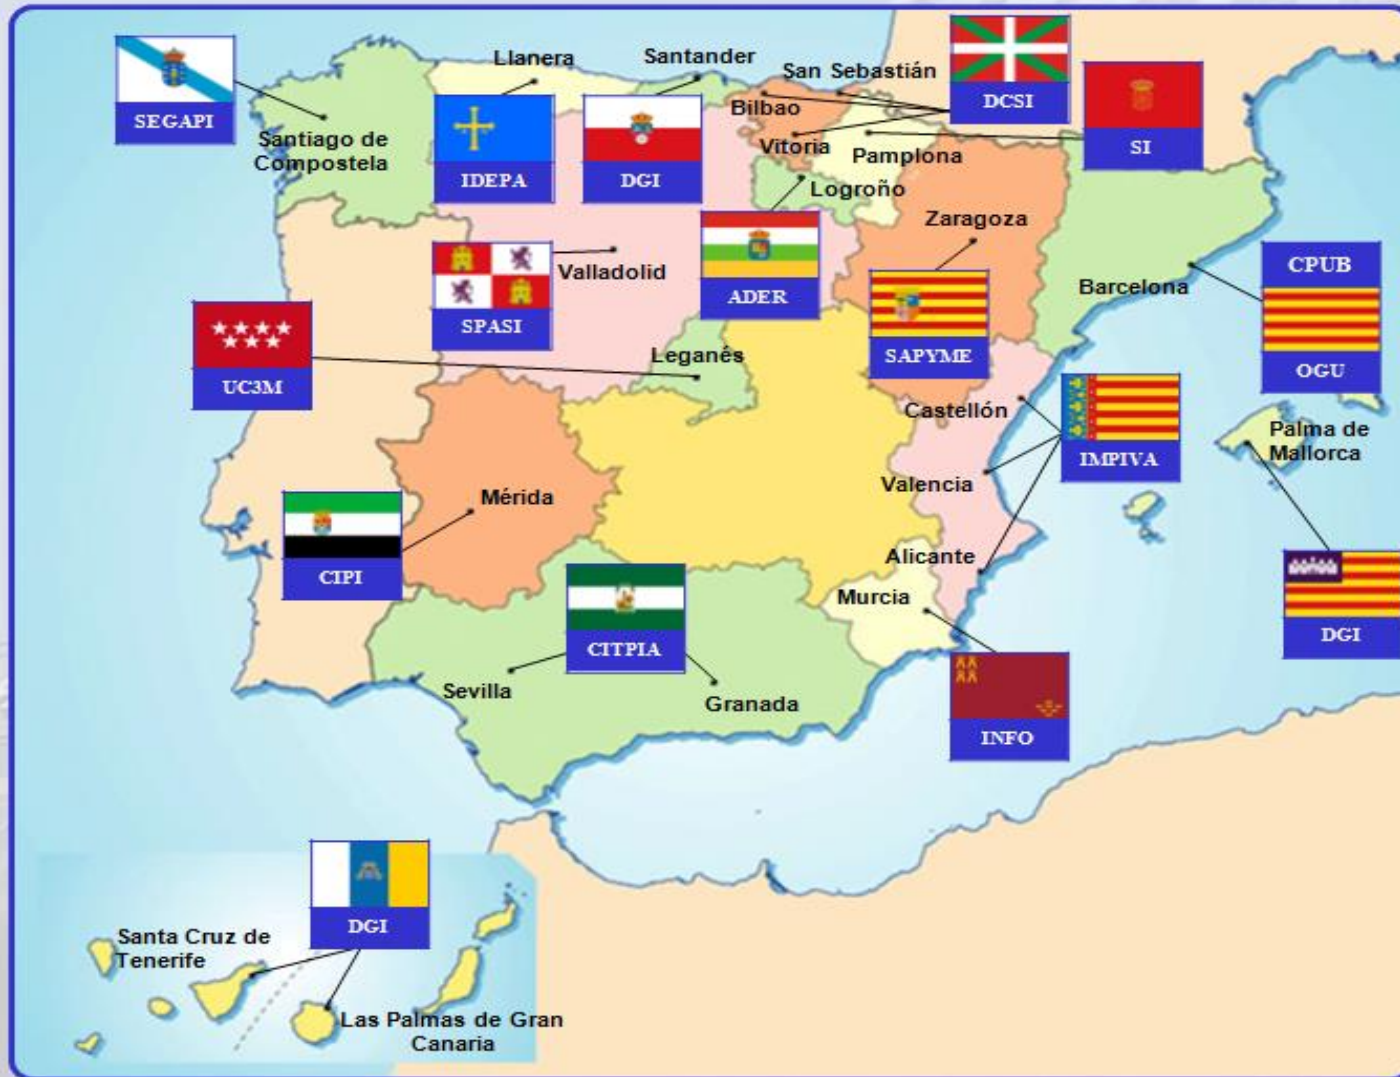 Llanera
Santander
San Sebastián
DCSI
SEGAPI
Santiago de
Compostela
Bilbao
Vitoria
Pamplona
SI
IDEPA
DGI
Logroño
Zaragoza
Valladolid
SPASI
ADER
Barcelona
CPUB
OGU
UC3M
Leganés
SAPYME
Castellón
IMPIVA
Palma de
Mallorca
Mérida
Valencia
CIPI
Alicante
Murcia
DGI
CITPIA
Sevilla
Granada
INFO
DGI
Santa Cruz de
Tenerife
Las Palmas de Gran
Canaria